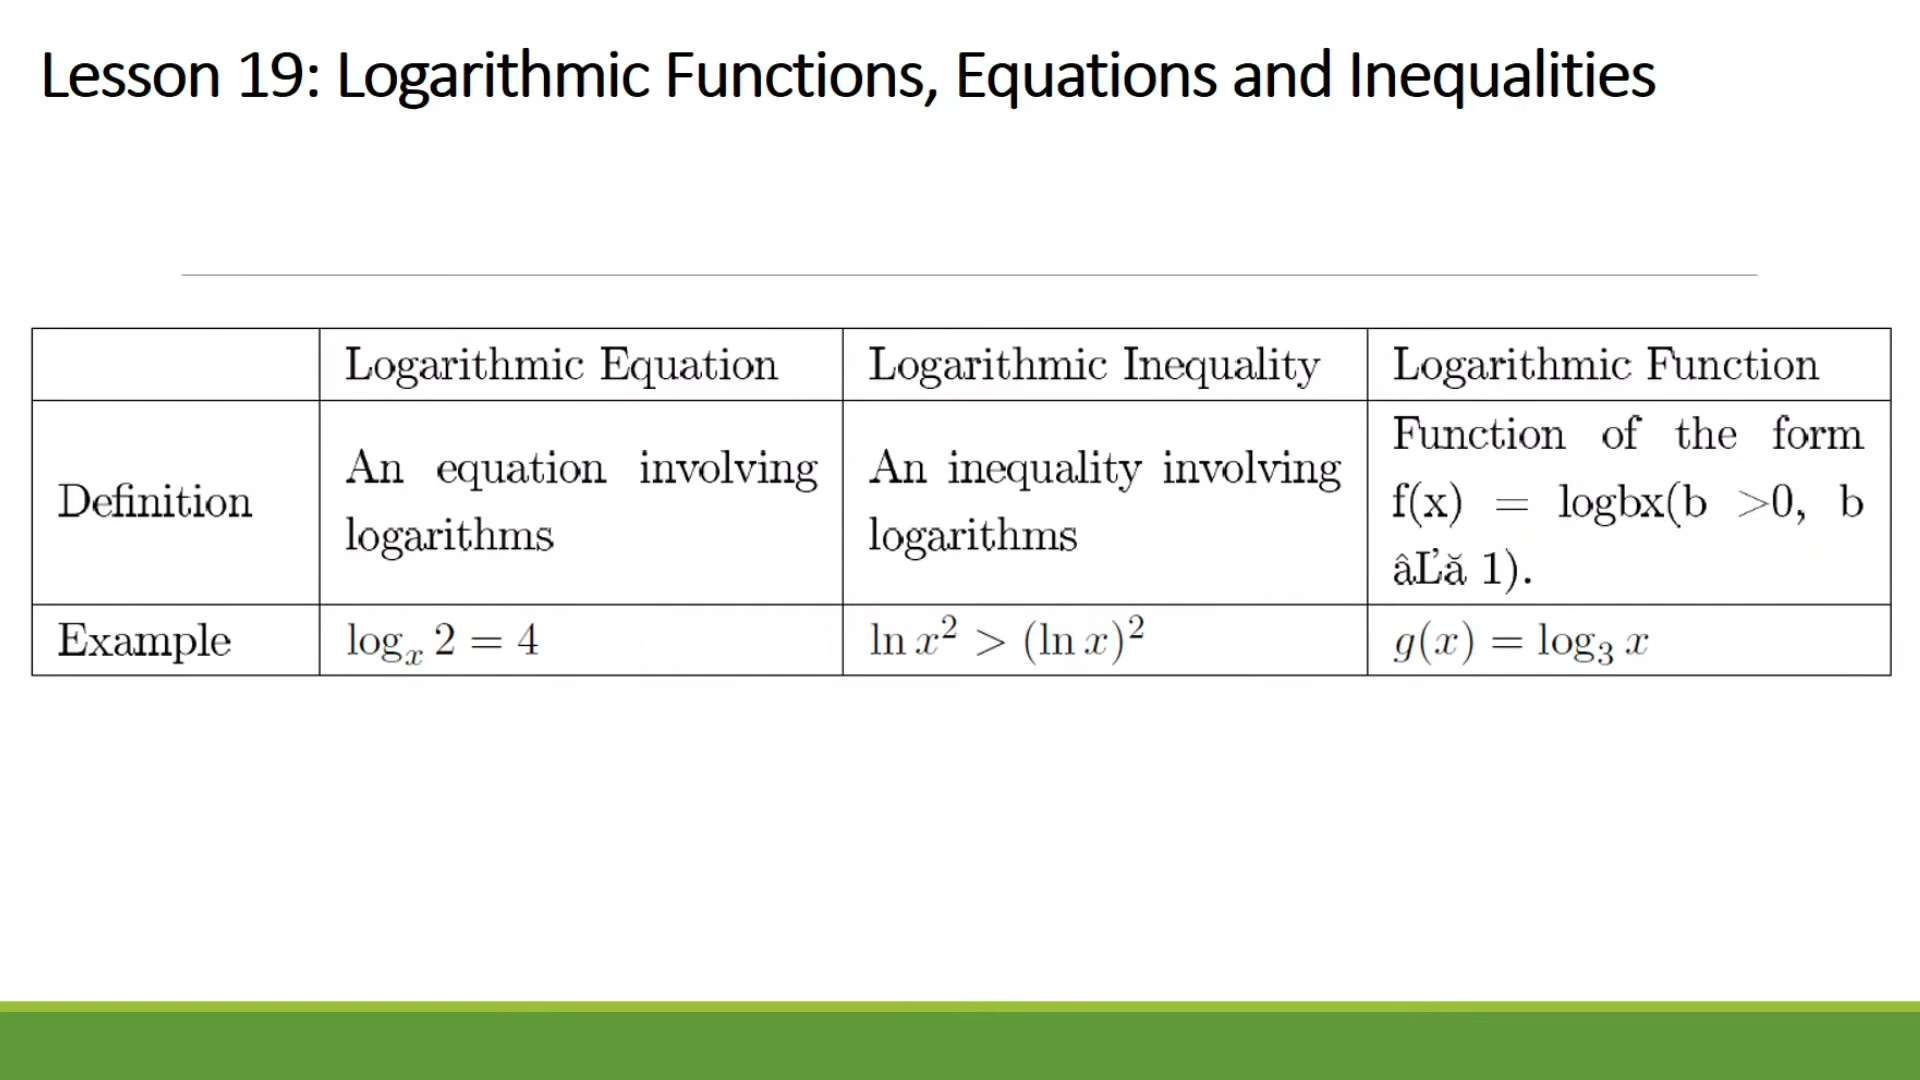 Lesson 19: Logarithmic Functions, Equations and Inequalities
Logarithmic Equation
Logarithmic Inequality
Logarithmic Function
Definition
An equation involving
logarithms
An inequality involving
logarithms
Function of the form
f(x) = logbx(b >0, b
âĽă 1).
Example
logₓ 2 = 4
ln x² > (ln x)²
g(x) = log₃ x